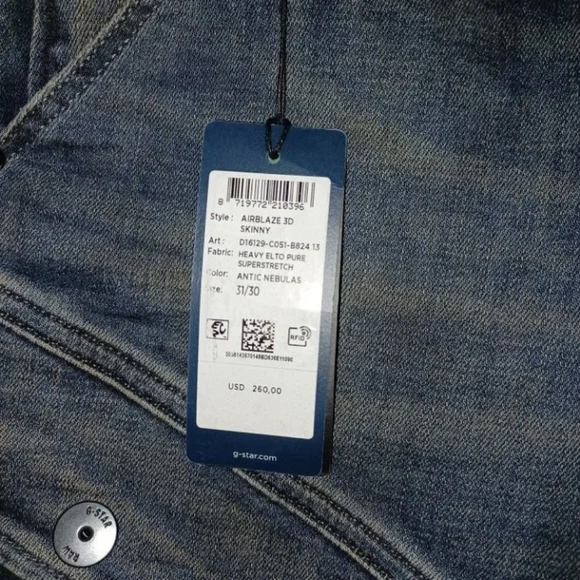 8 719772 210396
Style : AIRBLAZE 3D
SKINNY
Art : D16129-C051-B824 13
Fabric: HEAVY ELTO PURE
SUPERSTRETCH
Color: ANTIC NEBULAS
Size: 31/30
RFID
USD 260,00
g-star.com
G-STAR
RAW